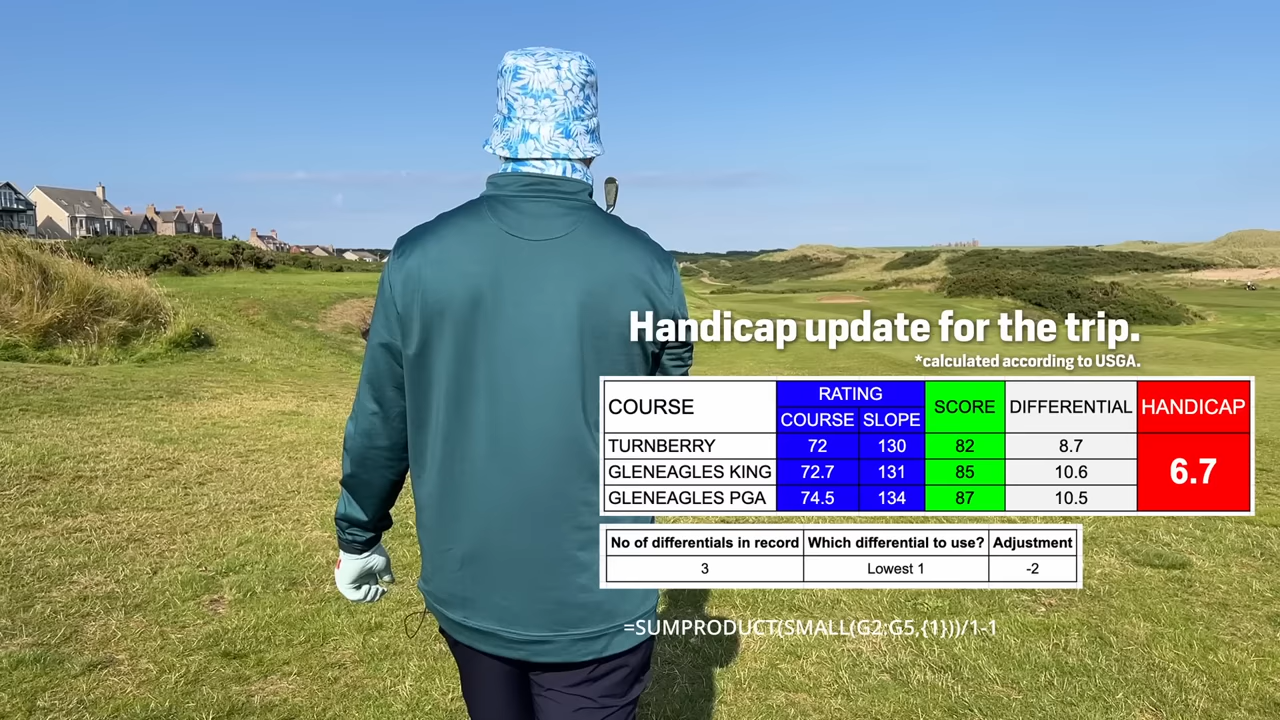 Handicap update for the trip.
*calculated according to USGA.
COURSE RATING SCORE DIFFERENTIAL HANDICAP
COURSE SLOPE
TURNBERRY 72 130 82 8.7
GLENEAGLES KING 72.7 131 85 10.6 6.7
GLENEAGLES PGA 74.5 134 87 10.5
No of differentials in record Which differential to use? Adjustment
3 Lowest 1 -2
=SUMPRODUCT(SMALL(G2:G5,{1}))/1-1